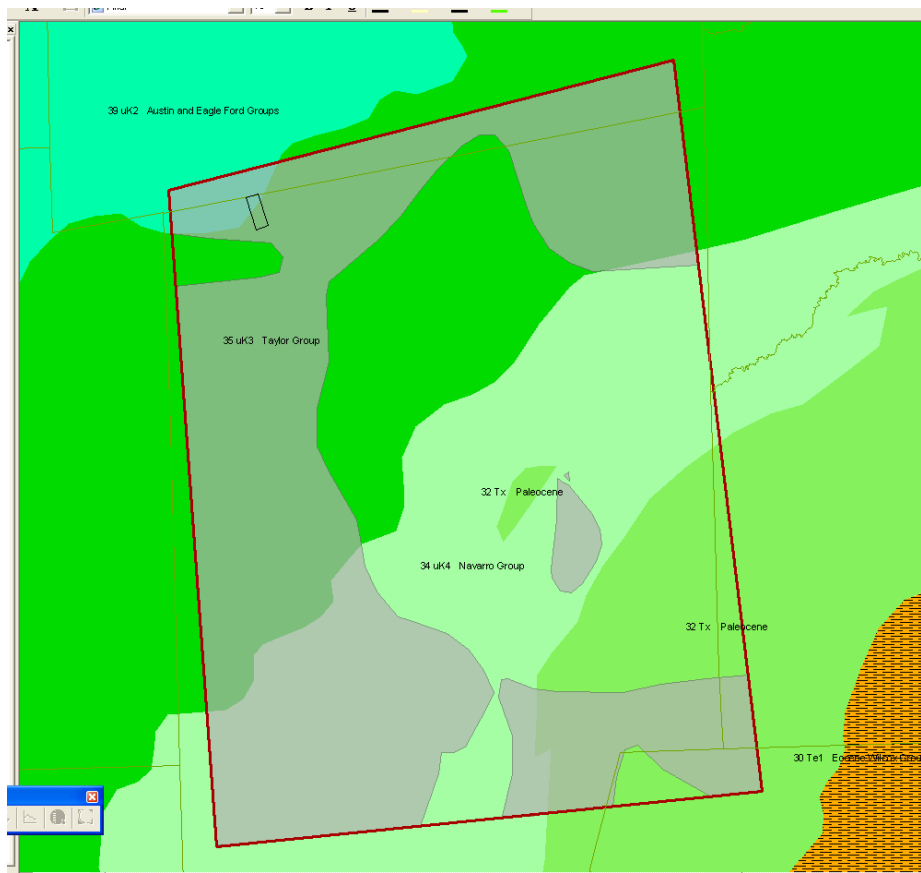 39 uK2 Austin and Eagle Ford Groups
35 uK3 Taylor Group
32 Tx Paleocene
34 uK4 Navarro Group
32 Tx Paleocene
30 Te1 Eocene Wilcox